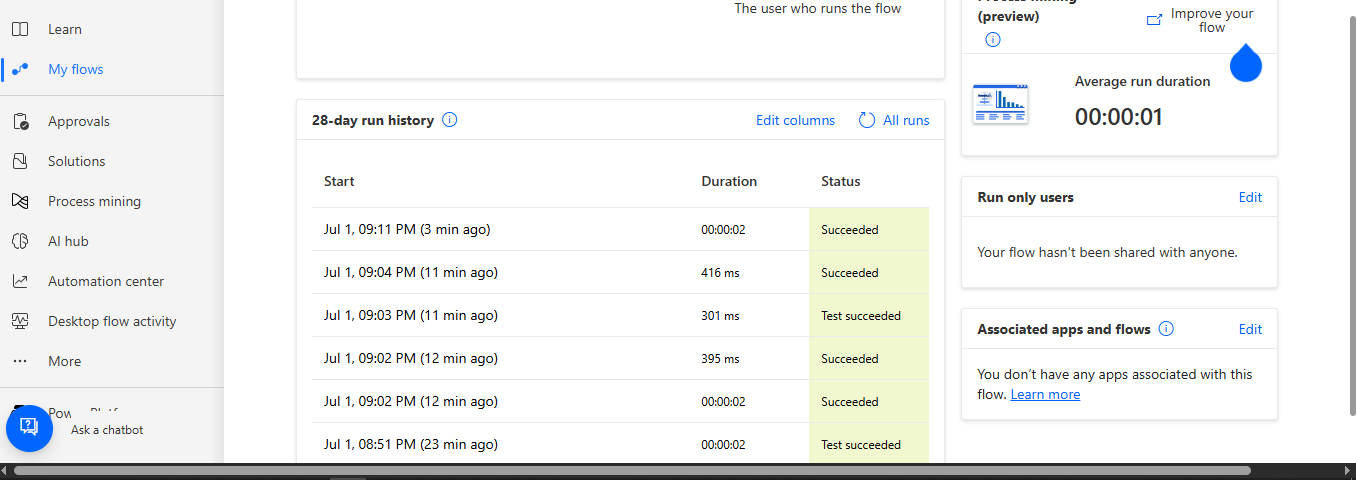 Learn
My flows
Approvals
Solutions
Process mining
AI hub
Automation center
Desktop flow activity
More
Ask a chatbot
The user who runs the flow
28-day run history
Edit columns
All runs
Start Duration Status
Jul 1, 09:11 PM (3 min ago) 00:00:02 Succeeded
Jul 1, 09:04 PM (11 min ago) 416 ms Succeeded
Jul 1, 09:03 PM (11 min ago) 301 ms Test succeeded
Jul 1, 09:02 PM (12 min ago) 395 ms Succeeded
Jul 1, 09:02 PM (12 min ago) 00:00:02 Succeeded
Jul 1, 08:51 PM (23 min ago) 00:00:02 Test succeeded
(preview)
Improve your
flow
Average run duration
00:00:01
Run only users Edit
Your flow hasn't been shared with anyone.
Associated apps and flows Edit
You don’t have any apps associated with this
flow. Learn more